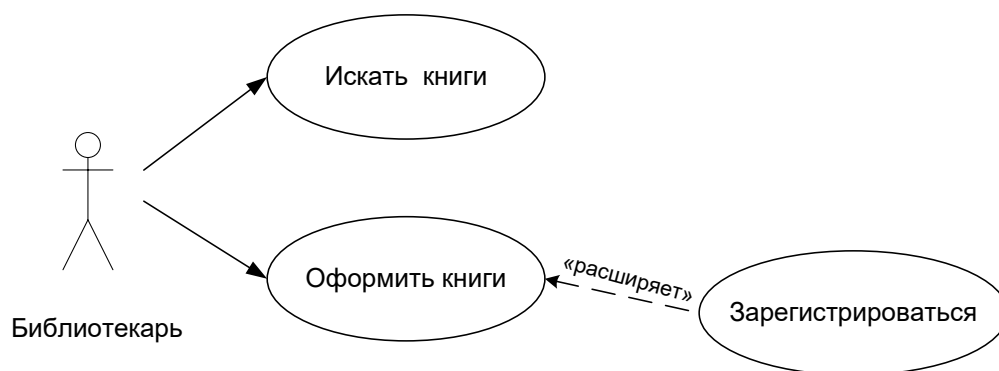 Искать книги
Оформить книги
«расширяет»
Зарегистрироваться
Библиотекарь